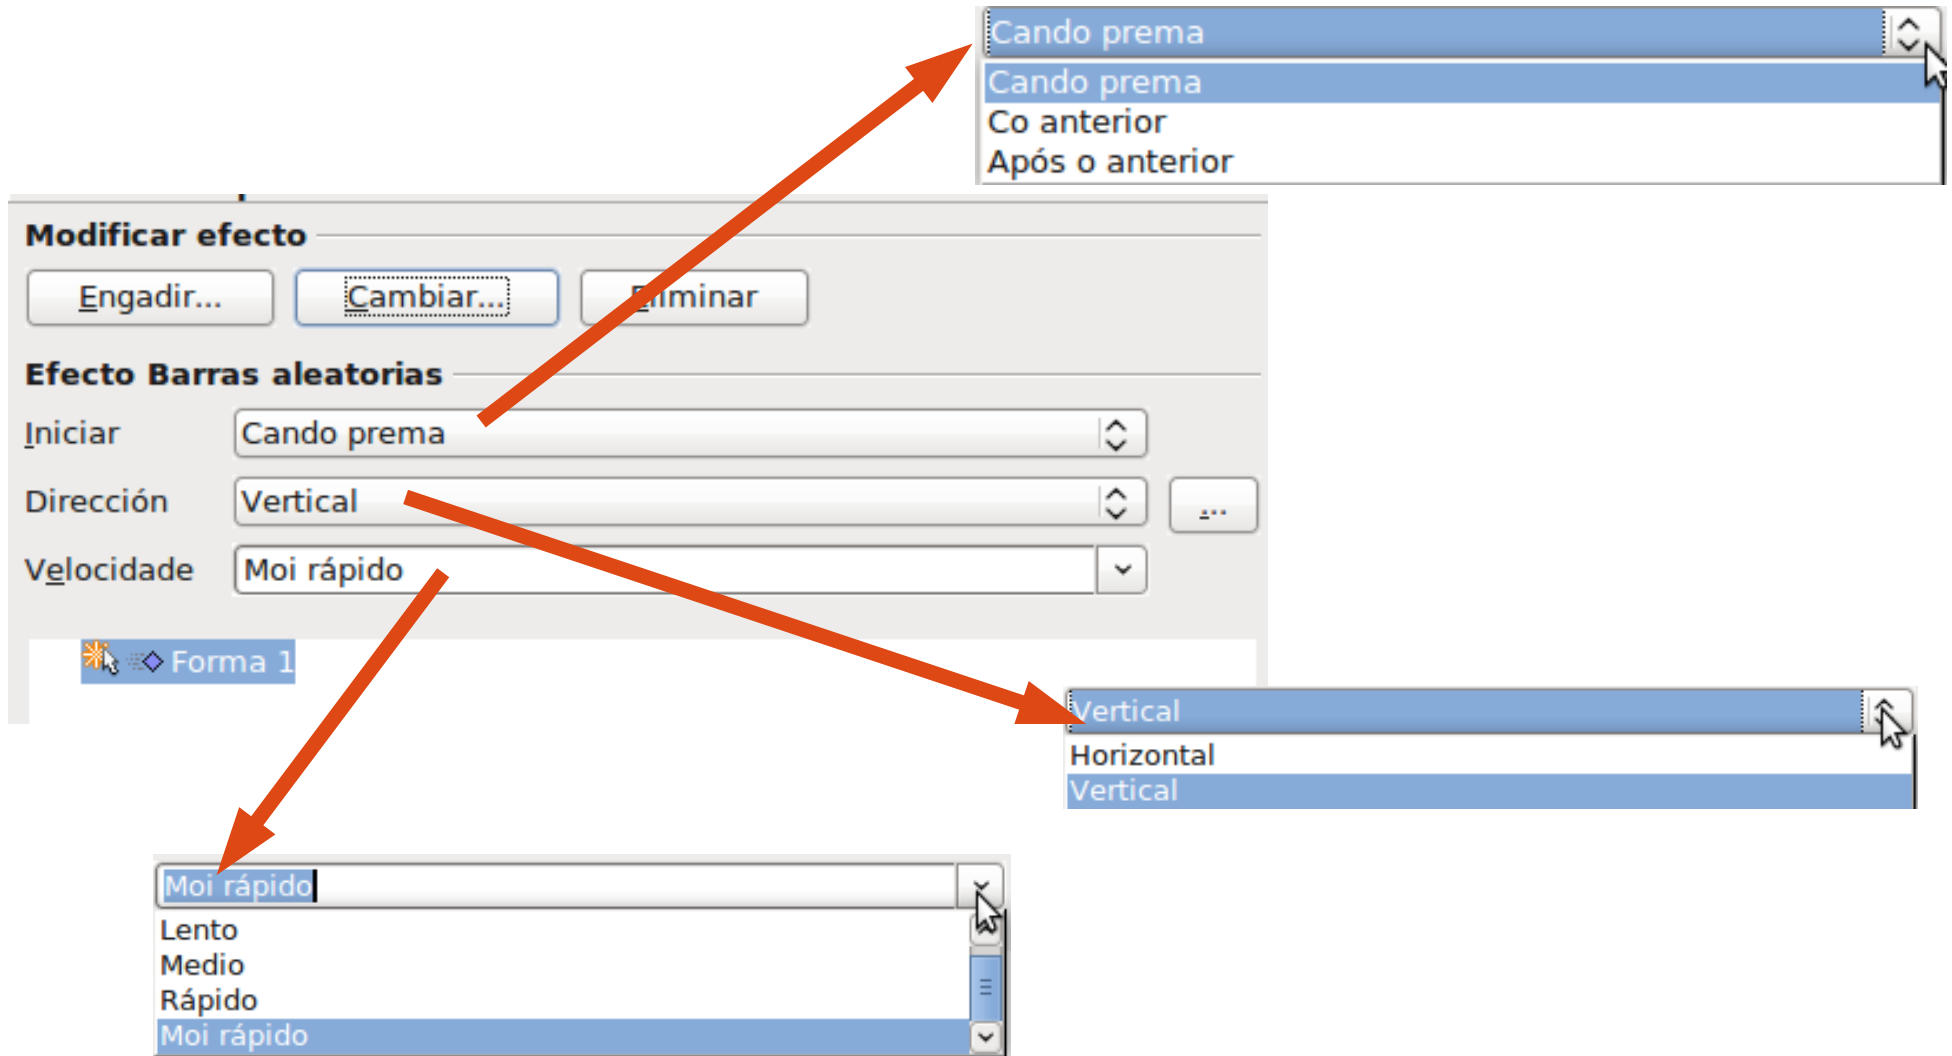 Cando prema
Cando prema
Co anterior
Após o anterior
Modificar efecto
Engadir... Cambiar... Eliminar
Efecto Barras aleatorias
Iniciar Cando prema
Dirección Vertical ...
Velocidade Moi rápido
Forma 1
Vertical
Horizontal
Vertical
Moi rápido
Lento
Medio
Rápido
Moi rápido